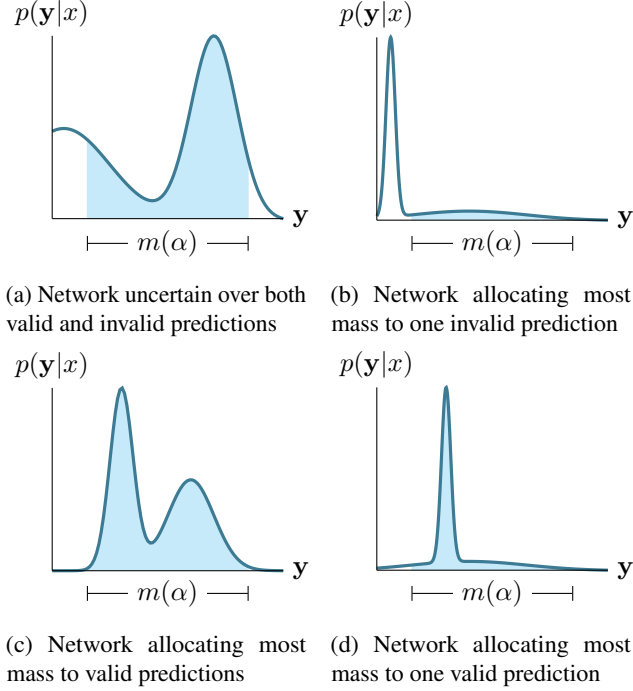 p(y|x)
y
m(α)
(a) Network uncertain over both
valid and invalid predictions
p(y|x)
y
m(α)
(b) Network allocating most
mass to one invalid prediction
p(y|x)
y
m(α)
(c) Network allocating most
mass to valid predictions
p(y|x)
y
m(α)
(d) Network allocating most
mass to one valid prediction